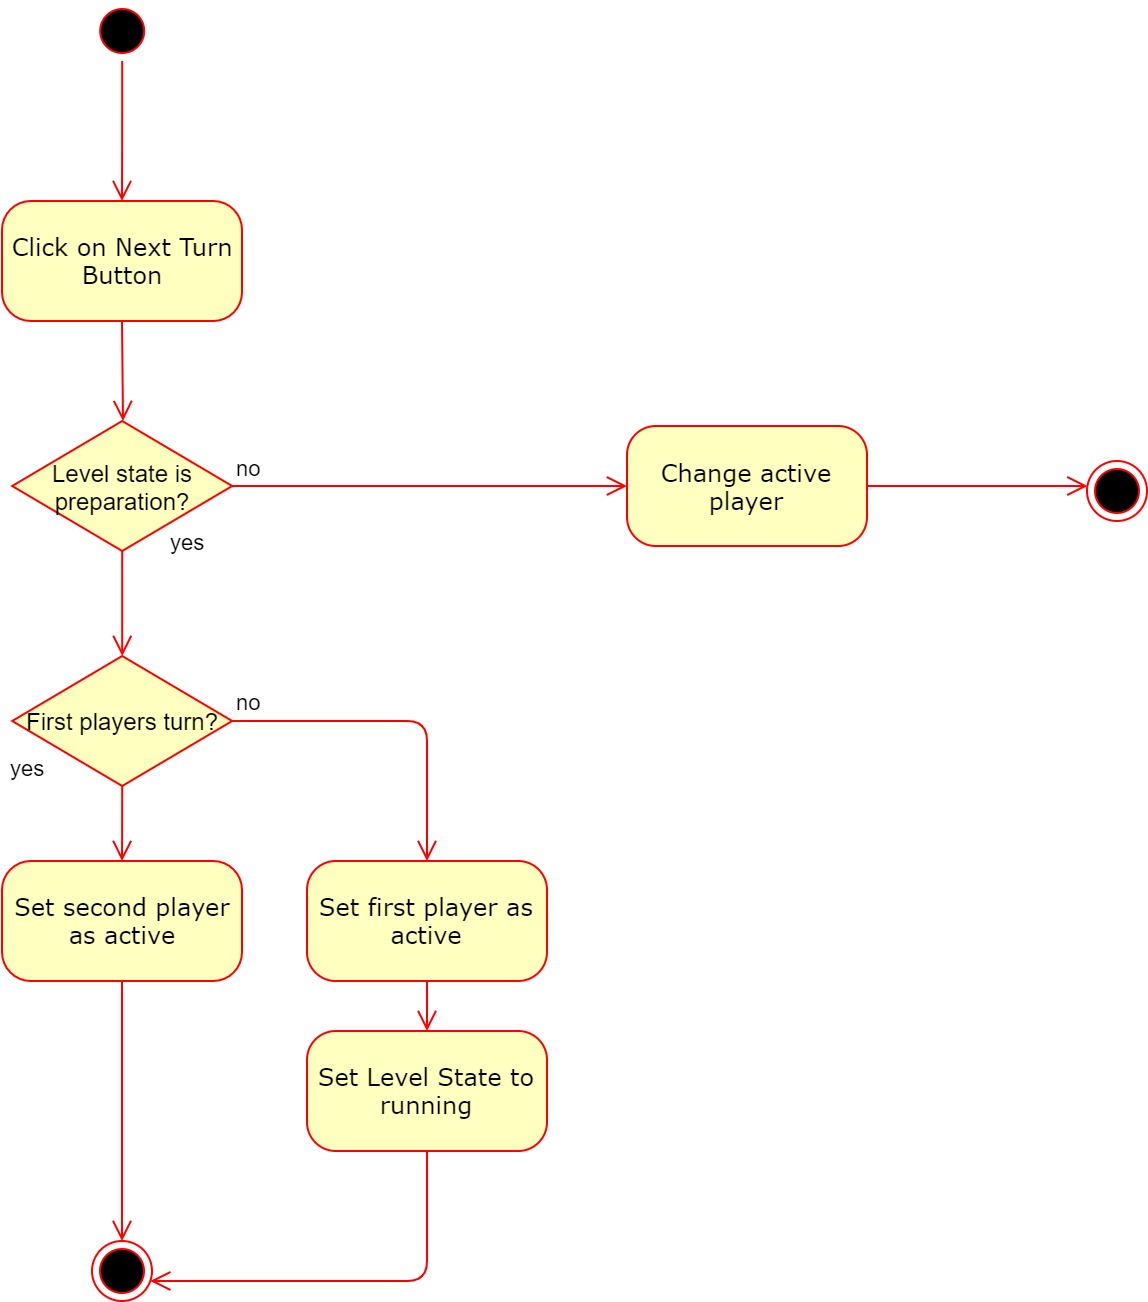 Click on Next Turn
Button
Level state is
preparation?
no
yes
Change active
player
First players turn?
no
yes
Set second player
as active
Set first player as
active
Set Level State to
running